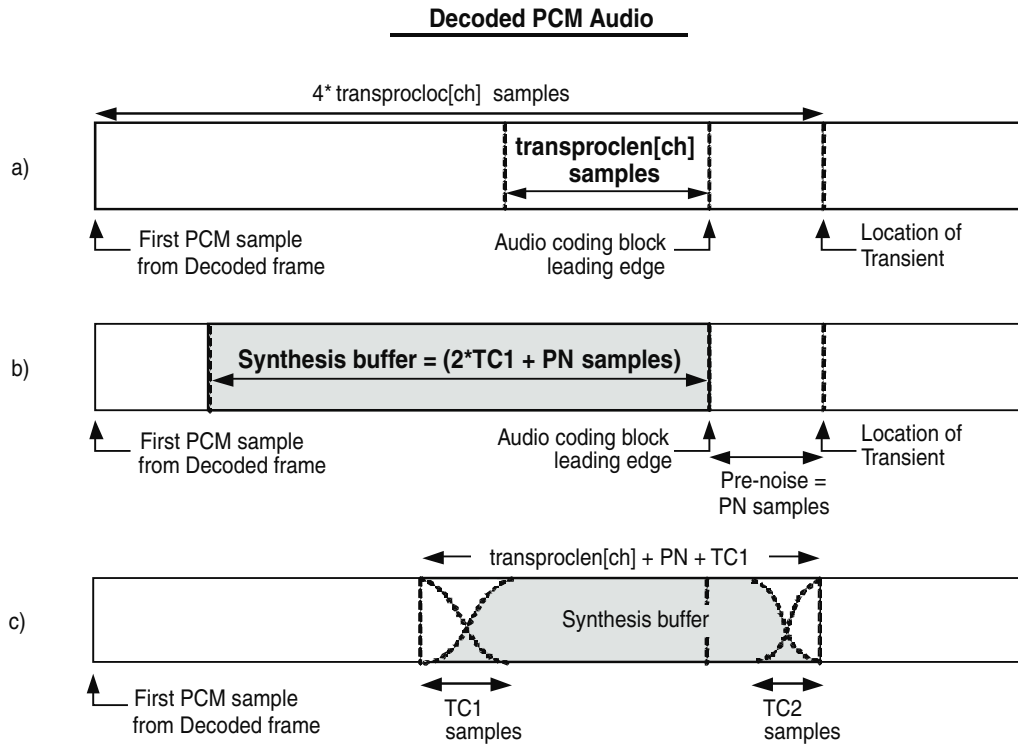 Decoded PCM Audio
4* transprocloc[ch] samples
a)
transproclen[ch]
samples
First PCM sample
from Decoded frame
Audio coding block
leading edge
Location of
Transient
b)
Synthesis buffer = (2*TC1 + PN samples)
First PCM sample
from Decoded frame
Audio coding block
leading edge
Location of
Transient
Pre-noise =
PN samples
transproclen[ch] + PN + TC1
c)
Synthesis buffer
First PCM sample
from Decoded frame
TC1
samples
TC2
samples